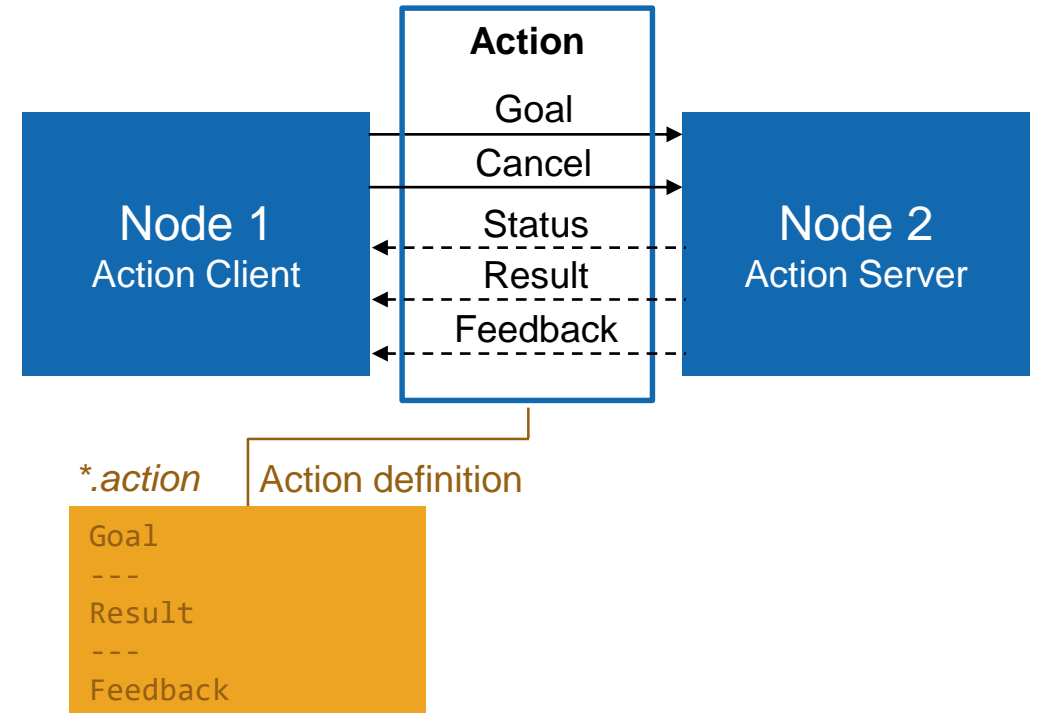 Action
Goal
Cancel
Status
Result
Feedback
Node 1
Action Client
Node 2
Action Server
*.action
Action definition
Goal
---
Result
---
Feedback